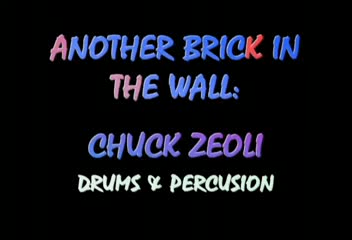 ANOTHER BRICK IN
THE WALL:
CHUCK ZEOLI
DRUMS & PERCUSION